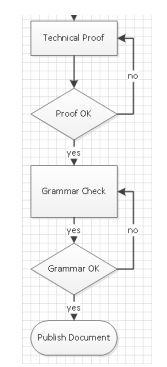 Technical Proof
no
Proof OK
yes
Grammar Check
yes
no
Grammar OK
yes
Publish Document